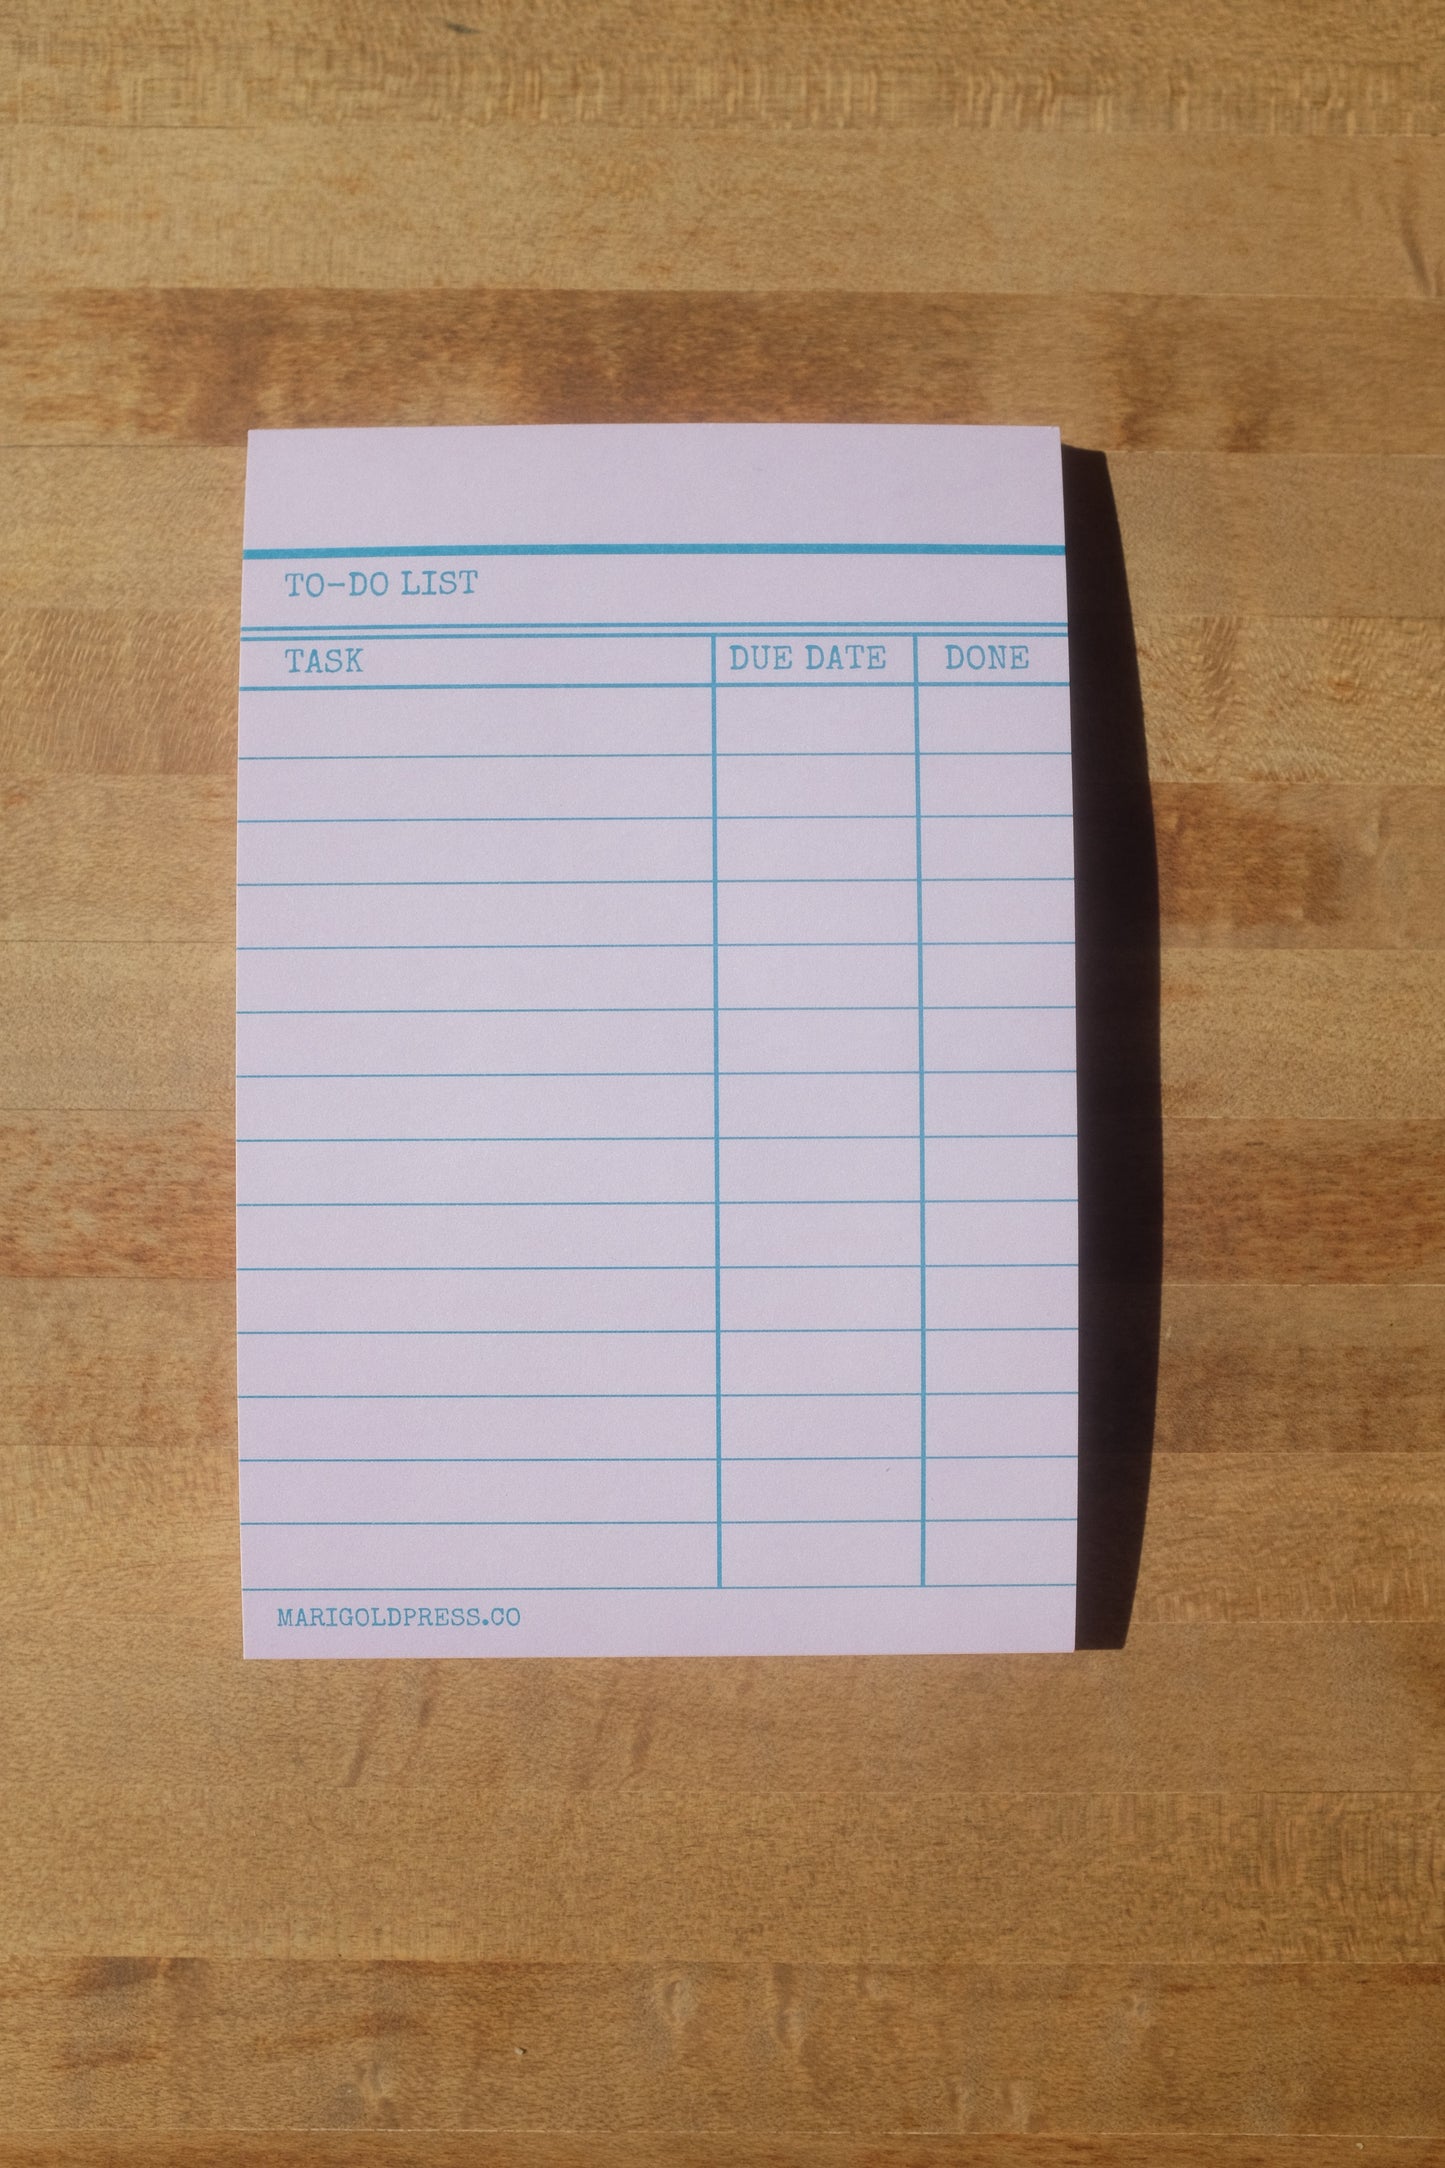 TO-DO LIST
TASK DUE DATE DONE
MARIGOLDPRESS.CO